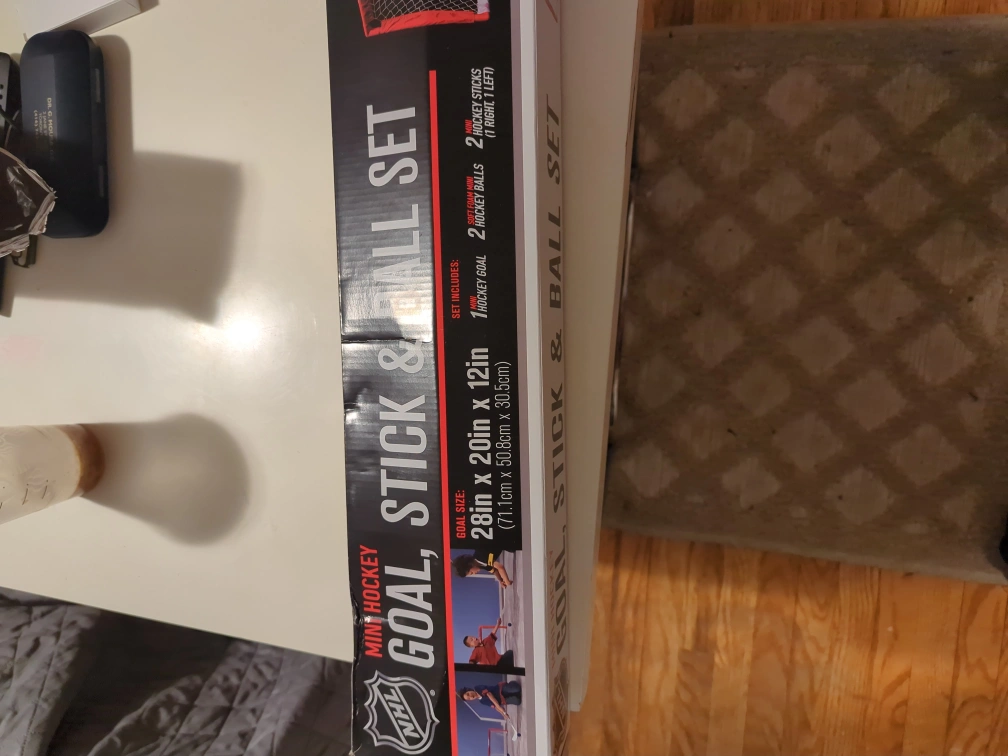 NHL
MINI HOCKEY
GOAL, STICK & BALL SET
GOAL SIZE:
28in x 20in x 12in
(71.1cm x 50.8cm x 30.5cm)
SET INCLUDES:
1 MINI
HOCKEY GOAL
2 SOFT FOAM MINI
HOCKEY BALLS
2 MINI
HOCKEY STICKS
(1 RIGHT, 1 LEFT)
GOAL, STICK & BALL SET